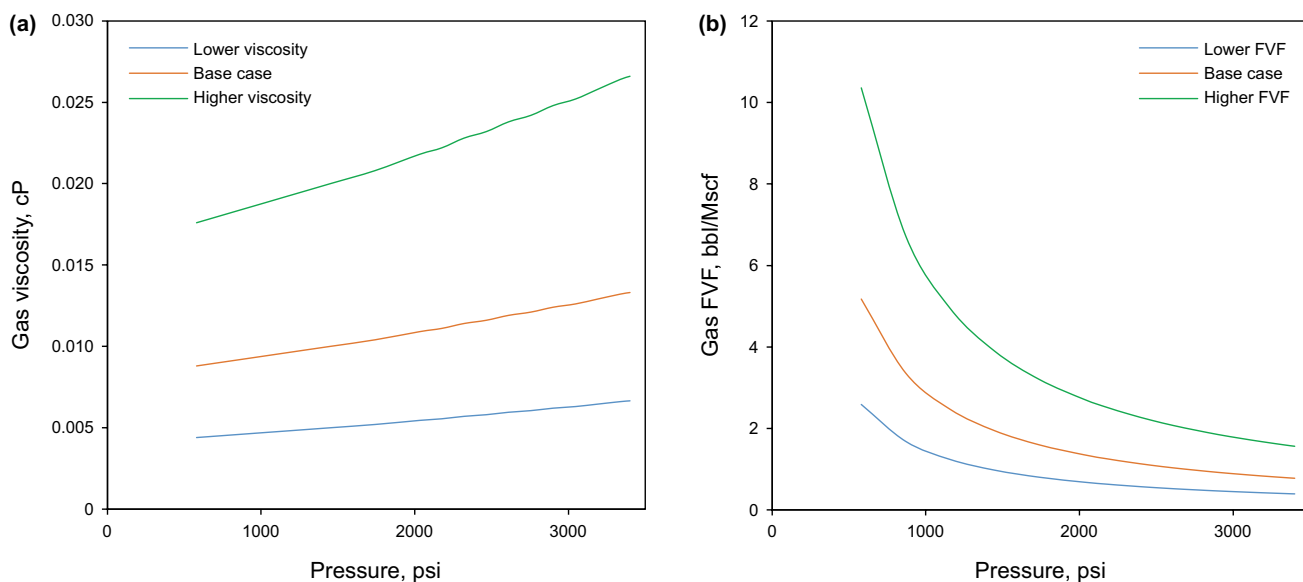 (a)
Gas viscosity, cP
0.030
0.025
0.020
0.015
0.010
0.005
0
Lower viscosity
Base case
Higher viscosity
0 1000 2000 3000
Pressure, psi
(b)
Gas FVF, bbl/Mscf
12
10
8
6
4
2
0
Lower FVF
Base case
Higher FVF
0 1000 2000 3000
Pressure, psi